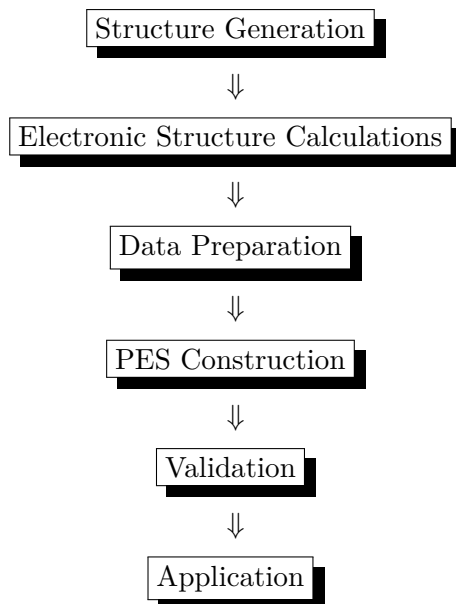 Structure Generation
⇓
Electronic Structure Calculations
⇓
Data Preparation
⇓
PES Construction
⇓
Validation
⇓
Application